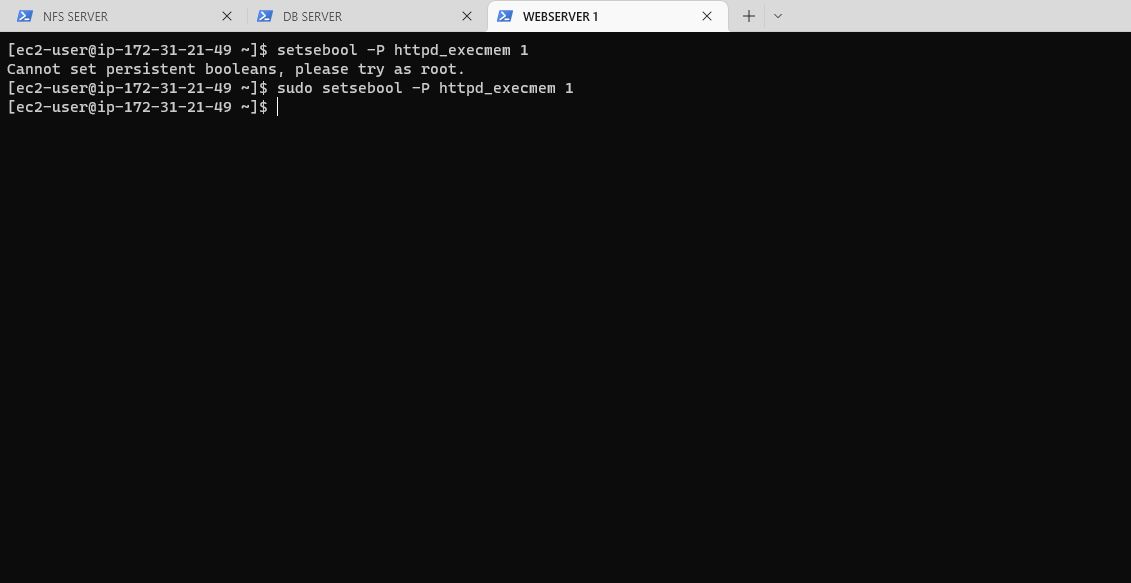 NFS SERVER
DB SERVER
WEBSERVER 1
[ec2-user@ip-172-31-21-49 ~]$ setsebool -P httpd_execmem 1
Cannot set persistent booleans, please try as root.
[ec2-user@ip-172-31-21-49 ~]$ sudo setsebool -P httpd_execmem 1
[ec2-user@ip-172-31-21-49 ~]$